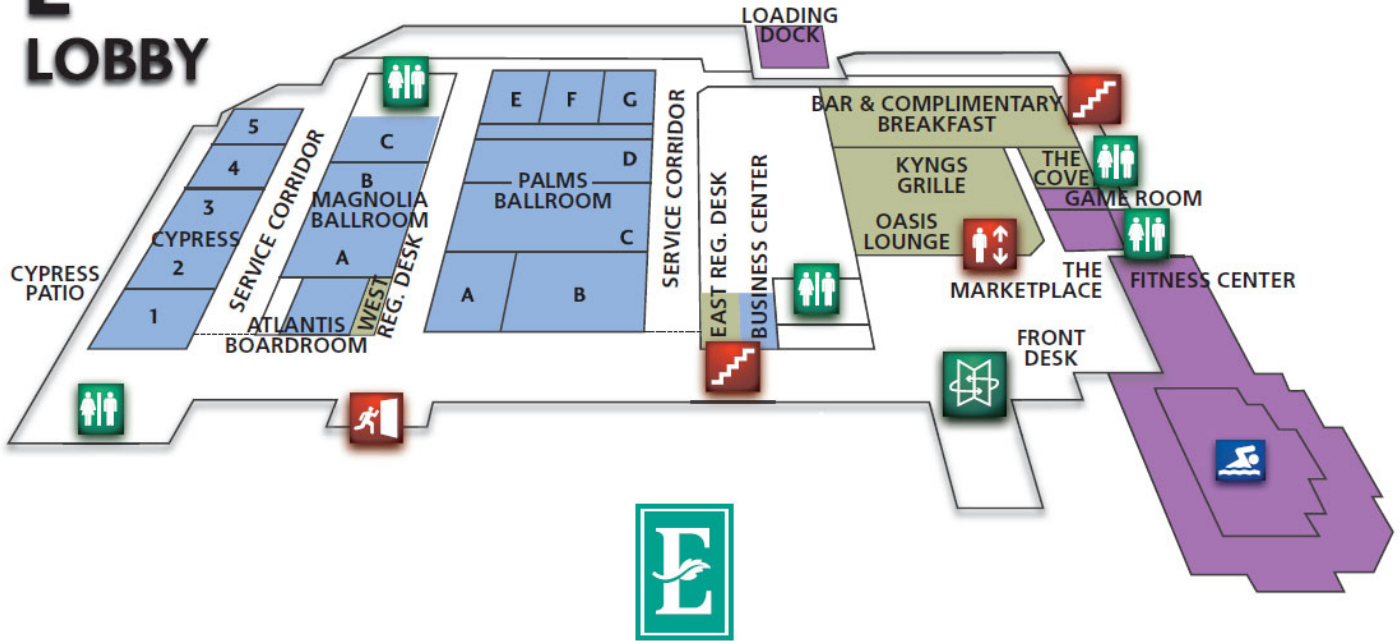 LOBBY
LOADING
DOCK
BAR & COMPLIMENTARY
BREAKFAST
5
4
3
CYPRESS
2
1
CYPRESS
PATIO
SERVICE CORRIDOR
C
B
MAGNOLIA
BALLROOM
A
ATLANTIS
BOARDROOM
WEST
REG. DESK
E
F
G
D
PALMS
BALLROOM
C
A
B
SERVICE CORRIDOR
EAST REG. DESK
BUSINESS CENTER
KYNGS
GRILLE
OASIS
LOUNGE
THE
COVE
GAME ROOM
THE
MARKETPLACE
FITNESS CENTER
FRONT
DESK
E